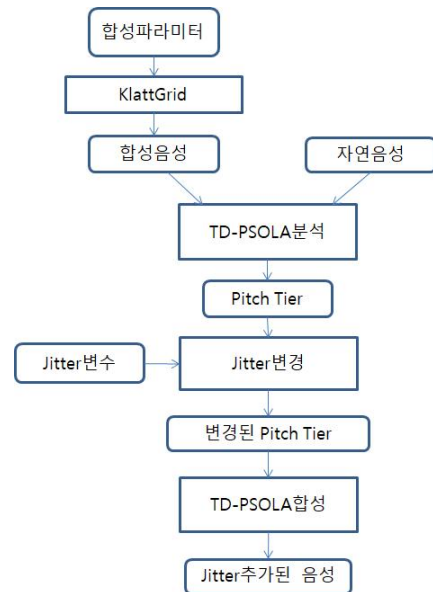 합성파라미터
KlattGrid
합성음성
자연음성
TD-PSOLA분석
Pitch Tier
Jitter변수
Jitter변경
변경된 Pitch Tier
TD-PSOLA합성
Jitter추가된 음성